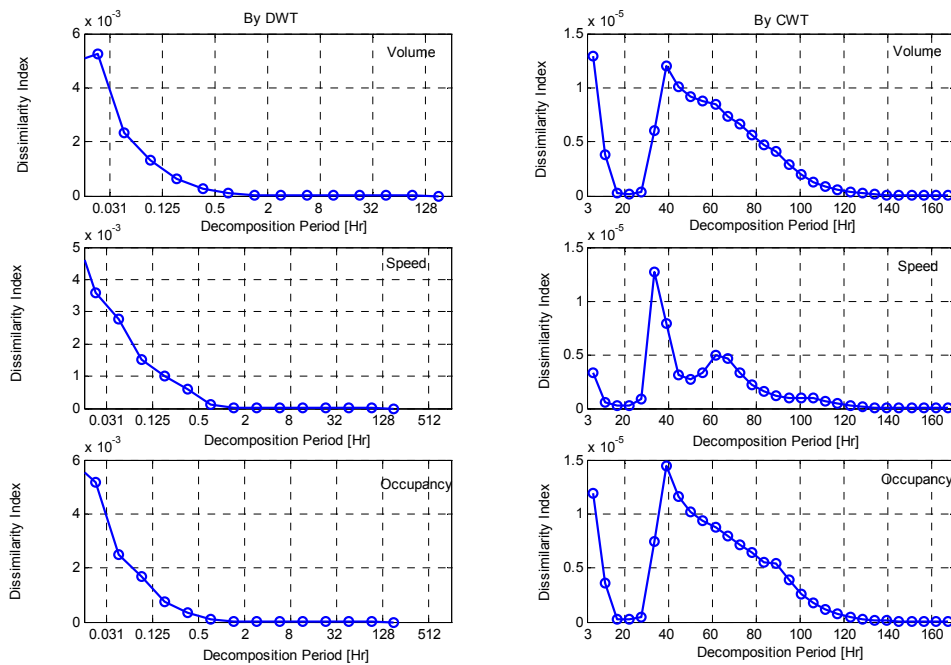 By DWT
x 10-3
Volume
6
4
2
0
Dissimilarity Index
0.031 0.125 0.5 2 8 32 128
Decomposition Period [Hr]
x 10-3
Speed
5
4
3
2
1
0
Dissimilarity Index
0.031 0.125 0.5 2 8 32 128 512
Decomposition Period [Hr]
x 10-3
Occupancy
6
4
2
0
Dissimilarity Index
0.031 0.125 0.5 2 8 32 128 512
Decomposition Period [Hr]
By CWT
x 10-5
Volume
1.5
1
0.5
0
Dissimilarity Index
3 20 40 60 80 100 120 140 160
Decomposition Period [Hr]
x 10-5
Speed
1.5
1
0.5
0
Dissimilarity Index
3 20 40 60 80 100 120 140 160
Decomposition Period [Hr]
x 10-5
Occupancy
1.5
1
0.5
0
Dissimilarity Index
3 20 40 60 80 100 120 140 160
Decomposition Period [Hr]